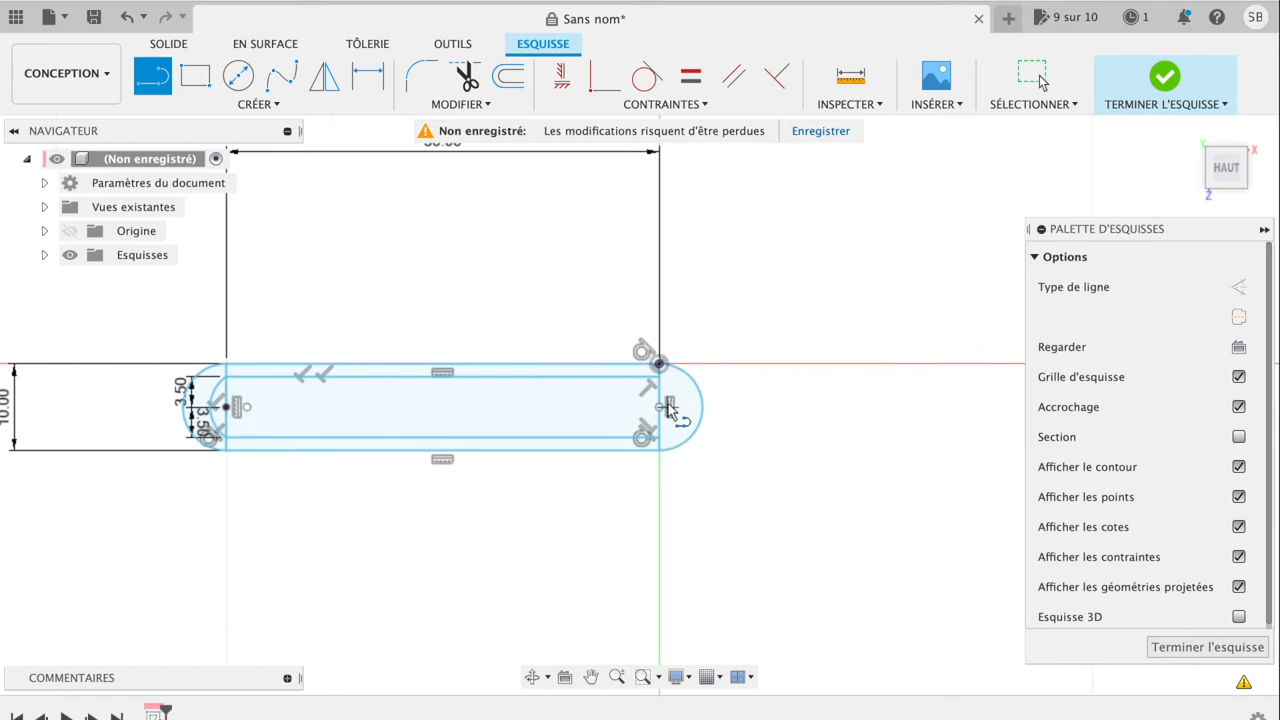 Sans nom*
9 sur 10
1
SB
SOLIDE
EN SURFACE
TÔLERIE
OUTILS
ESQUISSE
CONCEPTION
CRÉER
MODIFIER
CONTRAINTES
INSPECTER
INSÉRER
SÉLECTIONNER
TERMINER L'ESQUISSE
NAVIGATEUR
Non enregistré: Les modifications risquent d'être perdues Enregistrer
(Non enregistré)
Paramètres du document
Vues existantes
Origine
Esquisses
HAUT
X
Y
Z
10.00
3.50
3.50
PALETTE D'ESQUISSES
Options
Type de ligne
Regarder
Grille d'esquisse
Accrochage
Section
Afficher le contour
Afficher les points
Afficher les cotes
Afficher les contraintes
Afficher les géométries projetées
Esquisse 3D
Terminer l'esquisse
COMMENTAIRES